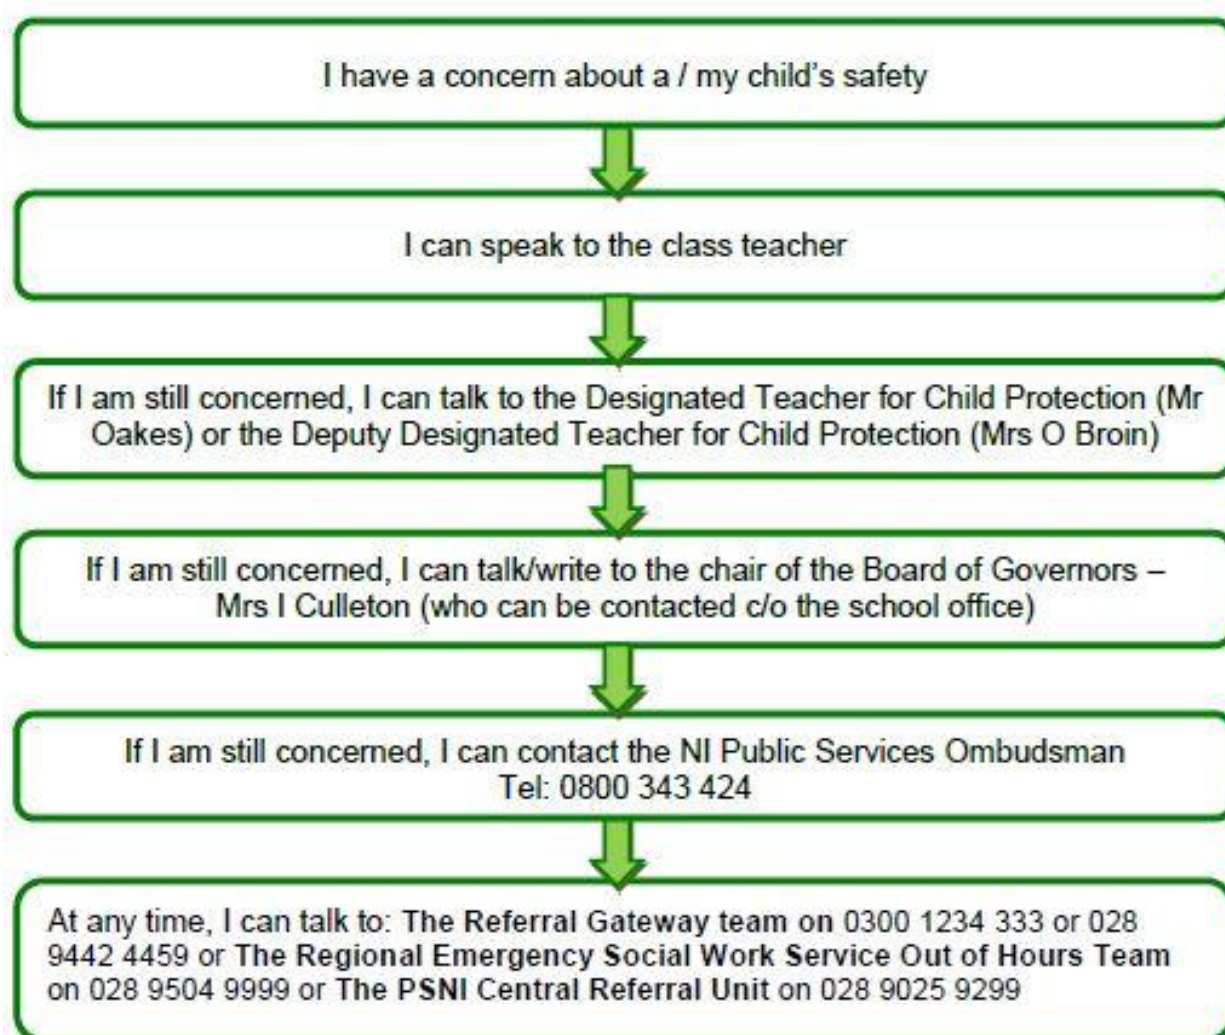 I have a concern about a / my child's safety
I can speak to the class teacher
If I am still concerned, I can talk to the Designated Teacher for Child Protection (Mr
Oakes) or the Deputy Designated Teacher for Child Protection (Mrs O Broin)
If I am still concerned, I can talk/write to the chair of the Board of Governors –
Mrs I Culleton (who can be contacted c/o the school office)
If I am still concerned, I can contact the NI Public Services Ombudsman
Tel: 0800 343 424
At any time, I can talk to: The Referral Gateway team on 0300 1234 333 or 028
9442 4459 or The Regional Emergency Social Work Service Out of Hours Team
on 028 9504 9999 or The PSNI Central Referral Unit on 028 9025 9299